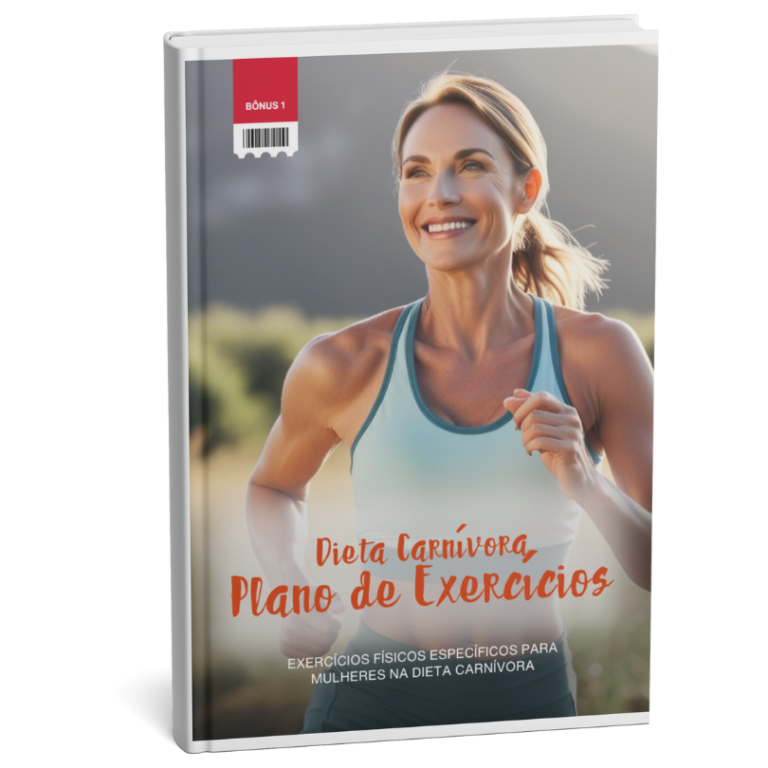 BÔNUS 1
Dieta Carnívora,
Plano de Exercícios
EXERCÍCIOS FÍSICOS ESPECÍFICOS PARA
MULHERES NA DIETA CARNÍVORA